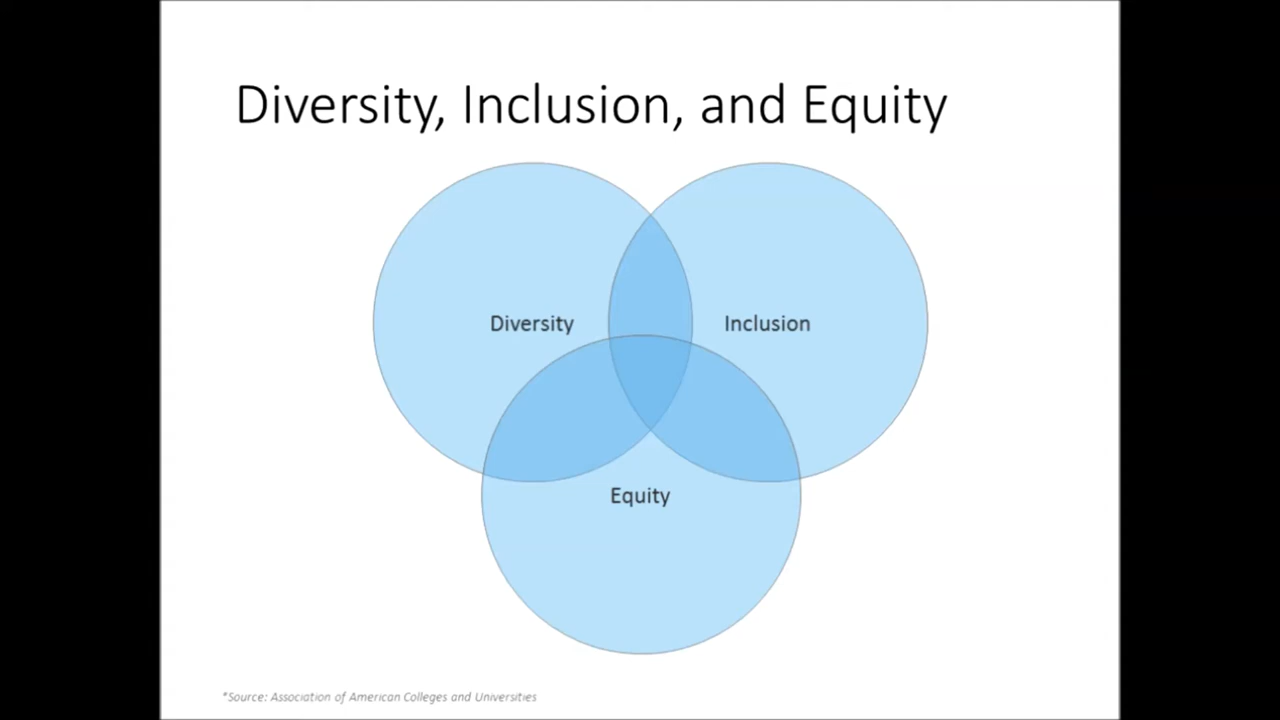 Diversity, Inclusion, and Equity
Diversity
Inclusion
Equity
*Source: Association of American Colleges and Universities